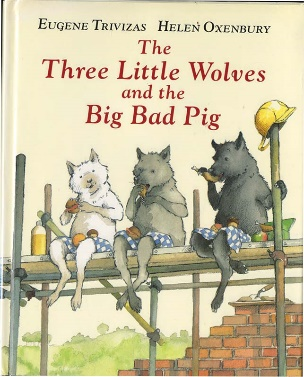 EUGENE TRIVIZAS HELEN OXENBURY
The
Three Little Wolves
and the
Big Bad Pig